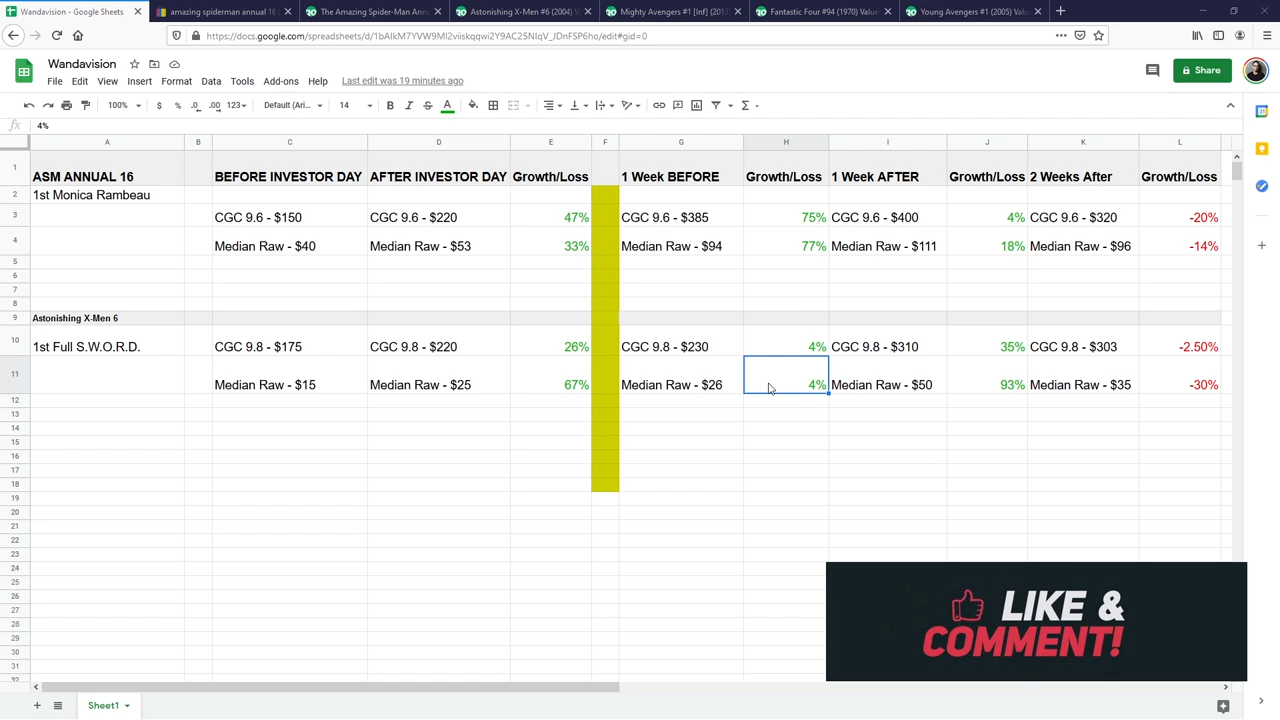 Wandavision - Google Sheets
amazing spiderman annual 16
The Amazing Spider-Man Annu
Astonishing X-Men #6 (2004) V
Mighty Avengers #1 [Inf] (2013
Fantastic Four #94 (1970) Value
Young Avengers #1 (2005) Valu
https://docs.google.com/spreadsheets/d/1bAlkM7YVW9Ml2viiskqqwi2Y9AC25NIqV_JDnFSP6ho/edit#gid=0
Wandavision
File Edit View Insert Format Data Tools Add-ons Help Last edit was 19 minutes ago
Share
100% $ % .0 .00 123 Default (Ari... 14 B I S A
fx 4%
A B C D E F G H I J K L
1 ASM ANNUAL 16 BEFORE INVESTOR DAY AFTER INVESTOR DAY Growth/Loss 1 Week BEFORE Growth/Loss 1 Week AFTER Growth/Loss 2 Weeks After Growth/Loss
2 1st Monica Rambeau
3 CGC 9.6 - $150 CGC 9.6 - $220 47% CGC 9.6 - $385 75% CGC 9.6 - $400 4% CGC 9.6 - $320 -20%
4 Median Raw - $40 Median Raw - $53 33% Median Raw - $94 77% Median Raw - $111 18% Median Raw - $96 -14%
5
6
7
8
9 Astonishing X-Men 6
10 1st Full S.W.O.R.D. CGC 9.8 - $175 CGC 9.8 - $220 26% CGC 9.8 - $230 4% CGC 9.8 - $310 35% CGC 9.8 - $303 -2.50%
11 Median Raw - $15 Median Raw - $25 67% Median Raw - $26 4% Median Raw - $50 93% Median Raw - $35 -30%
12
13
14
15
16
17
18
19
20
21
22
23
24
25
26
27
28
29
30
31
32
LIKE &
COMMENT!
Sheet1